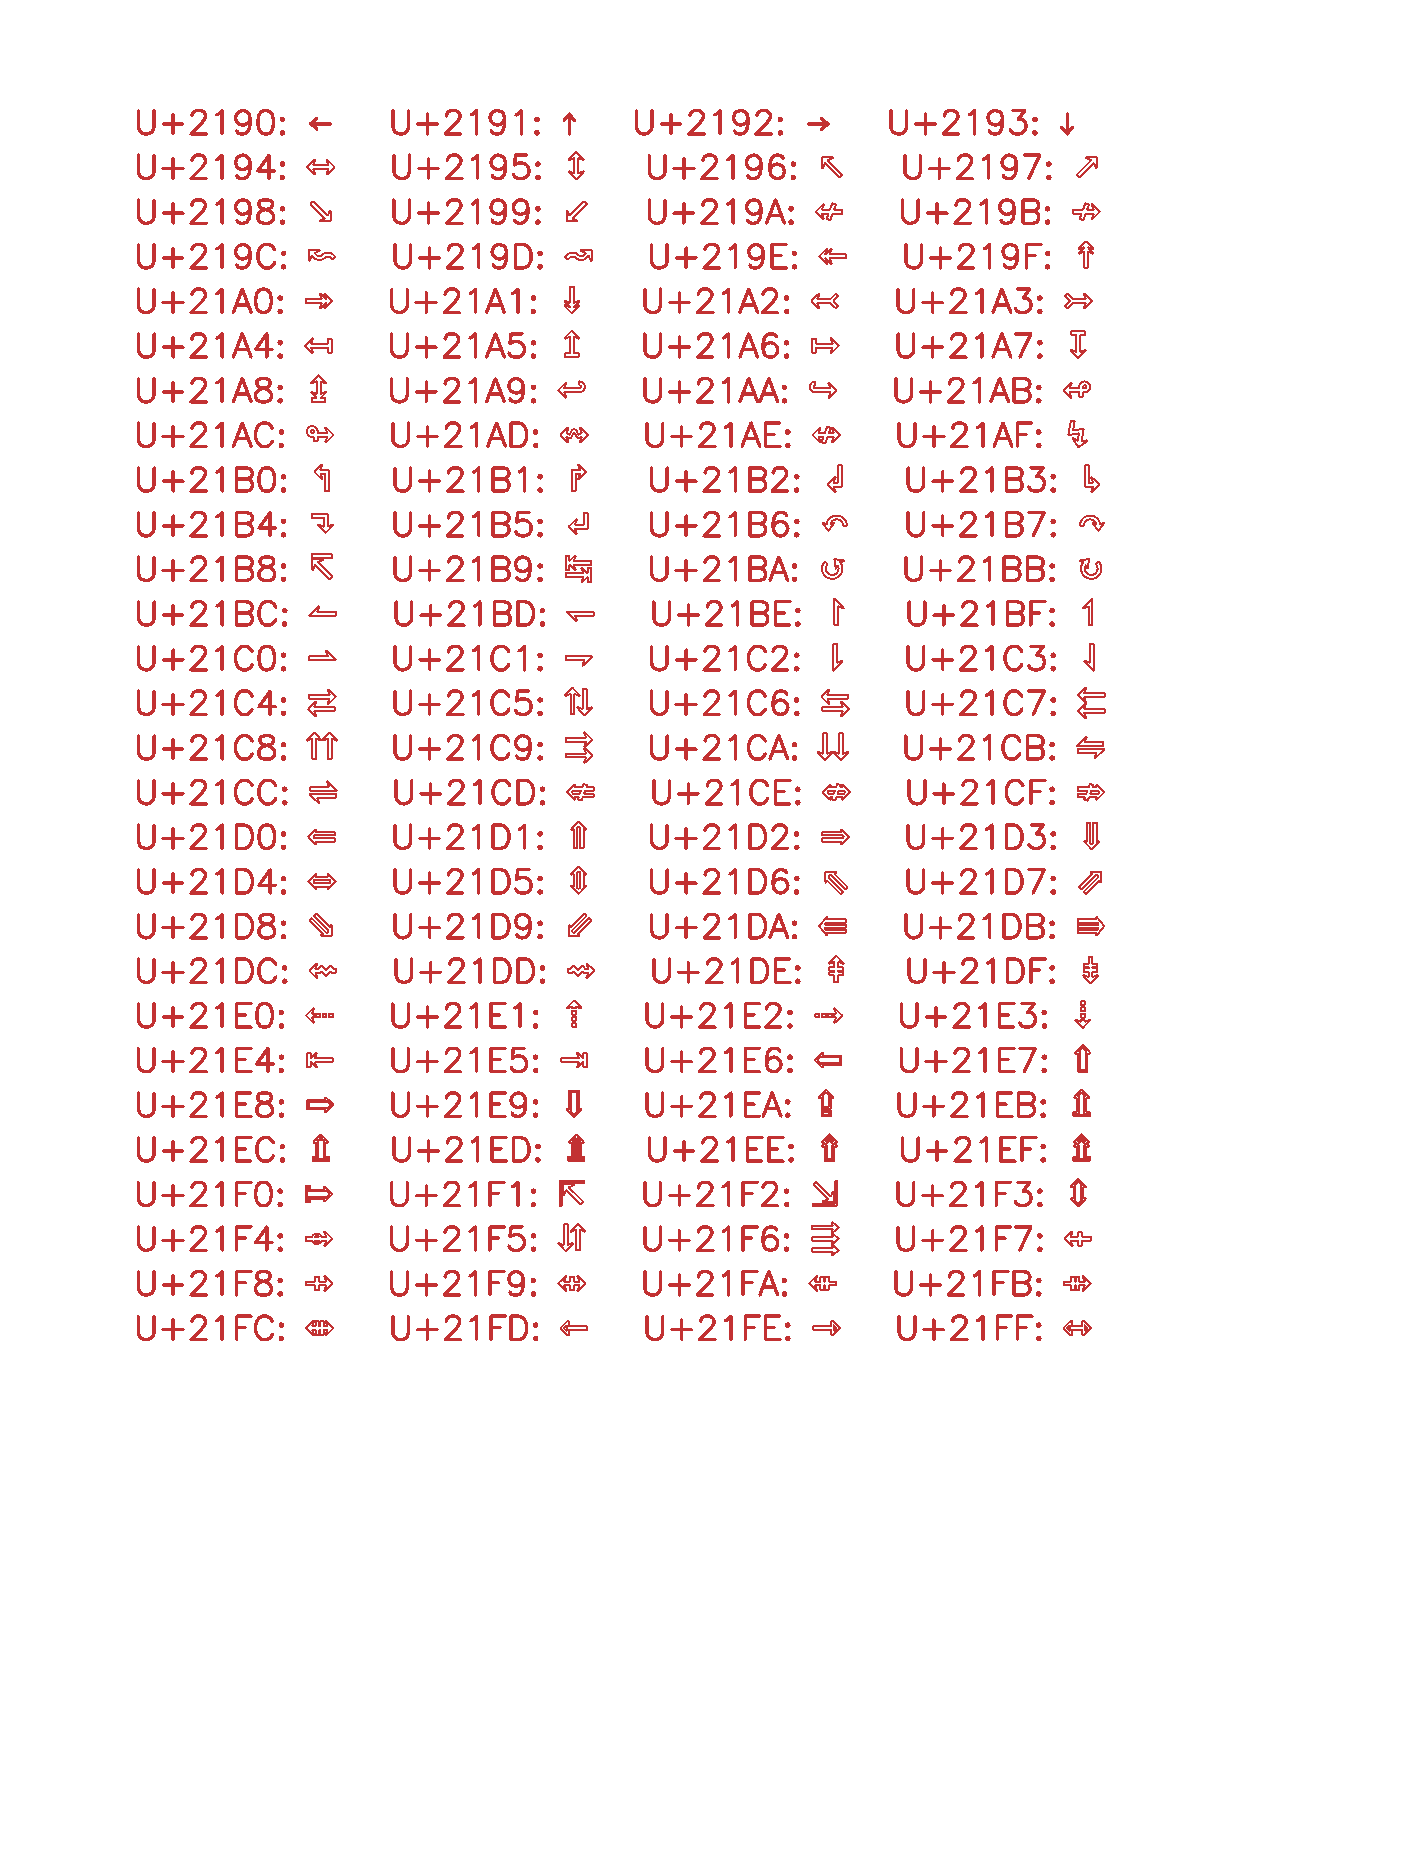 U+2190: ← U+2191: ↑ U+2192: → U+2193: ↓
U+2194: ↔ U+2195: ↕ U+2196: ↖ U+2197: ↗
U+2198: ↘ U+2199: ↙ U+219A: ↚ U+219B: ↛
U+219C: ↜ U+219D: ↝ U+219E: ↞ U+219F: ↟
U+21A0: ↠ U+21A1: ↡ U+21A2: ↢ U+21A3: ↣
U+21A4: ↤ U+21A5: ↥ U+21A6: ↦ U+21A7: ↧
U+21A8: ↨ U+21A9: ↩ U+21AA: ↪ U+21AB: ↫
U+21AC: ↬ U+21AD: ↭ U+21AE: ↮ U+21AF: ↯
U+21B0: ↰ U+21B1: ↱ U+21B2: ↲ U+21B3: ↳
U+21B4: ↴ U+21B5: ↵ U+21B6: ↶ U+21B7: ↷
U+21B8: ↸ U+21B9: ↹ U+21BA: ↺ U+21BB: ↻
U+21BC: ↼ U+21BD: ↽ U+21BE: ↾ U+21BF: ↿
U+21C0: ⇀ U+21C1: ⇁ U+21C2: ⇂ U+21C3: ⇃
U+21C4: ⇄ U+21C5: ⇅ U+21C6: ⇆ U+21C7: ⇇
U+21C8: ⇈ U+21C9: ⇉ U+21CA: ⇊ U+21CB: ⇋
U+21CC: ⇌ U+21CD: ⇍ U+21CE: ⇎ U+21CF: ⇏
U+21D0: ⇐ U+21D1: ⇑ U+21D2: ⇒ U+21D3: ⇓
U+21D4: ⇔ U+21D5: ⇕ U+21D6: ⇖ U+21D7: ⇗
U+21D8: ⇘ U+21D9: ⇙ U+21DA: ⇚ U+21DB: ⇛
U+21DC: ⇜ U+21DD: ⇝ U+21DE: ⇞ U+21DF: ⇟
U+21E0: ⇠ U+21E1: ⇡ U+21E2: ⇢ U+21E3: ⇣
U+21E4: ⇤ U+21E5: ⇥ U+21E6: ⇦ U+21E7: ⇧
U+21E8: ⇨ U+21E9: ⇩ U+21EA: ⇪ U+21EB: ⇫
U+21EC: ⇬ U+21ED: ⇭ U+21EE: ⇮ U+21EF: ⇯
U+21F0: ⇰ U+21F1: ⇱ U+21F2: ⇲ U+21F3: ⇳
U+21F4: ⇴ U+21F5: ⇵ U+21F6: ⇶ U+21F7: ⇷
U+21F8: ⇸ U+21F9: ⇹ U+21FA: ⇺ U+21FB: ⇻
U+21FC: ⇼ U+21FD: ⇽ U+21FE: ⇾ U+21FF: ⇿